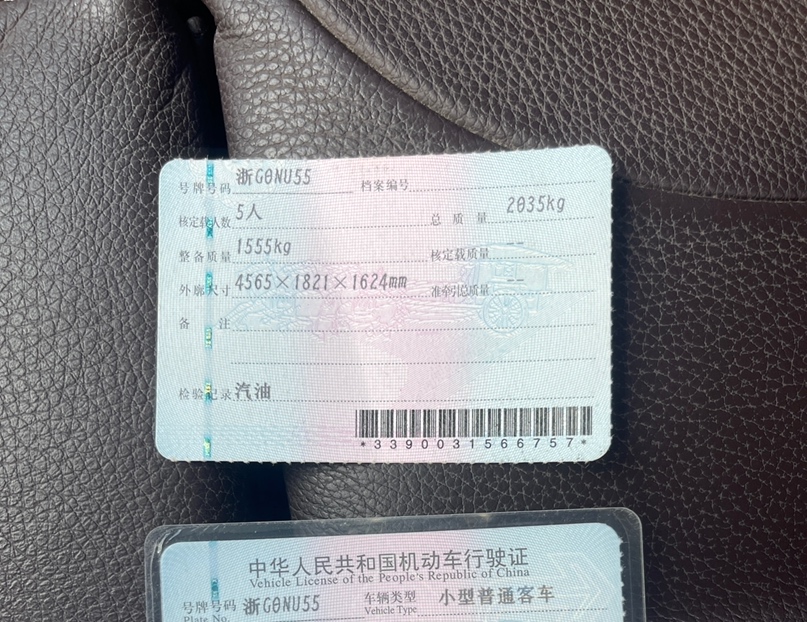 号牌号码 浙G0NU55 档案编号
核定载人数 5人 总质量 2035kg
整备质量 1555kg 核定载质量 --
外廓尺寸 4565×1821×1624mm 准牵引总质量 --
备注
检验记录 汽油
*3390031566757*
中华人民共和国机动车行驶证
Vehicle License of the People's Republic of China
号牌号码 浙G0NU55 车辆类型 小型普通客车
Plate No. Vehicle Type